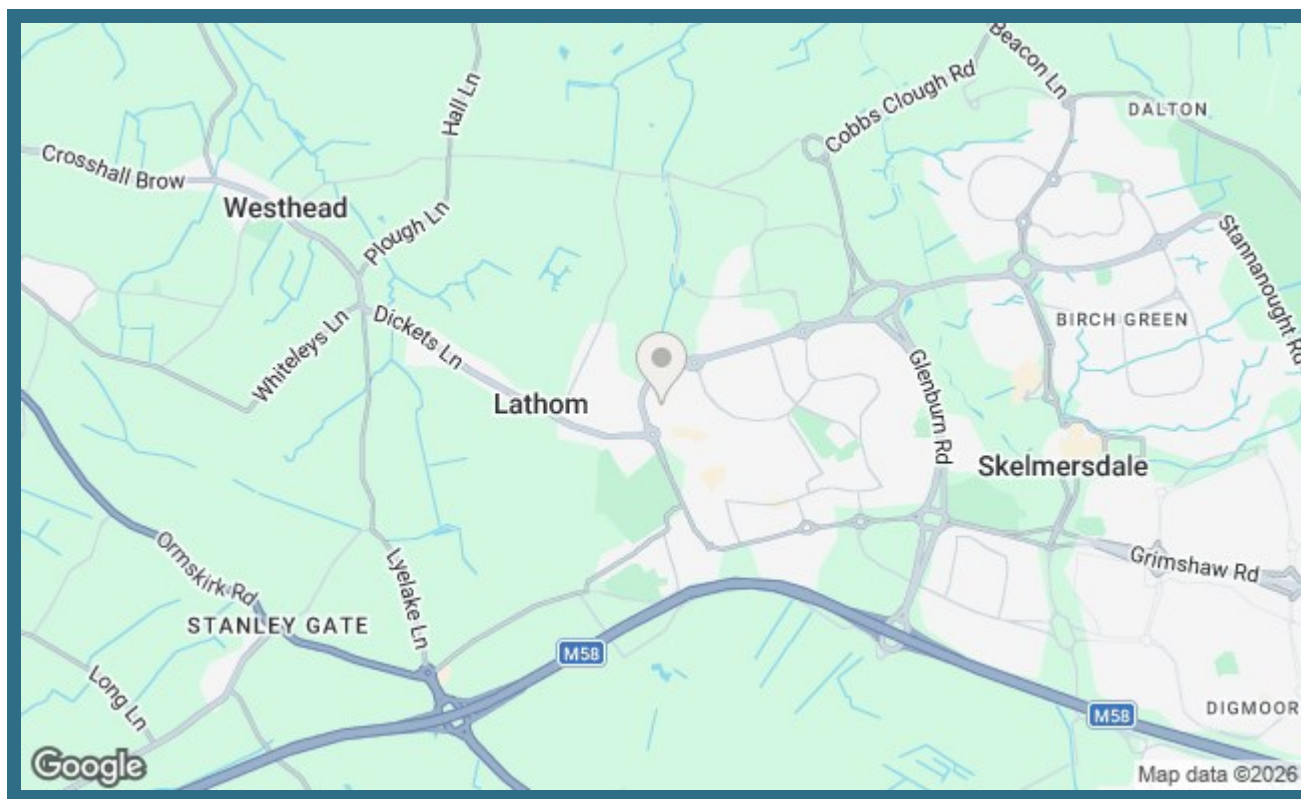 Beacon Ln
Cobbs Clough Rd
DALTON
Hall Ln
Crosshall Brow
Westhead
Plough Ln
Stannanought Rd
Dickets Ln
BIRCH GREEN
Whiteleys Ln
Glenburn Rd
Lathom
Skelmersdale
Ormskirk Rd
Grimshaw Rd
Lyelake Ln
STANLEY GATE
M58
Long Ln
M58
DIGMOOR
Google
Map data ©2026